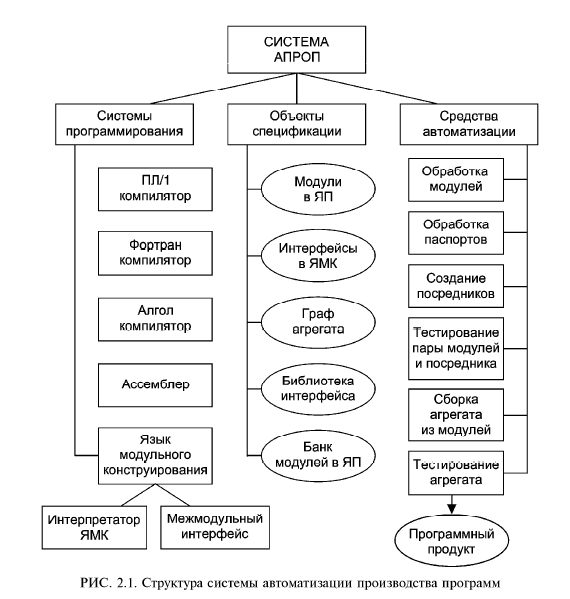 СИСТЕМА
АПРОП
Системы
программирования
Объекты
спецификации
Средства
автоматизации
ПЛ/1
компилятор
Фортран
компилятор
Алгол
компилятор
Ассемблер
Язык
модульного
конструирования
Интерпретатор
ЯМК
Межмодульный
интерфейс
Модули
в ЯП
Интерфейсы
в ЯМК
Граф
агрегата
Библиотека
интерфейса
Банк
модулей в ЯП
Обработка
модулей
Обработка
паспортов
Создание
посредников
Тестирование
пары модулей
и посредника
Сборка
агрегата
из модулей
Тестирование
агрегата
Программный
продукт
РИС. 2.1. Структура системы автоматизации производства программ